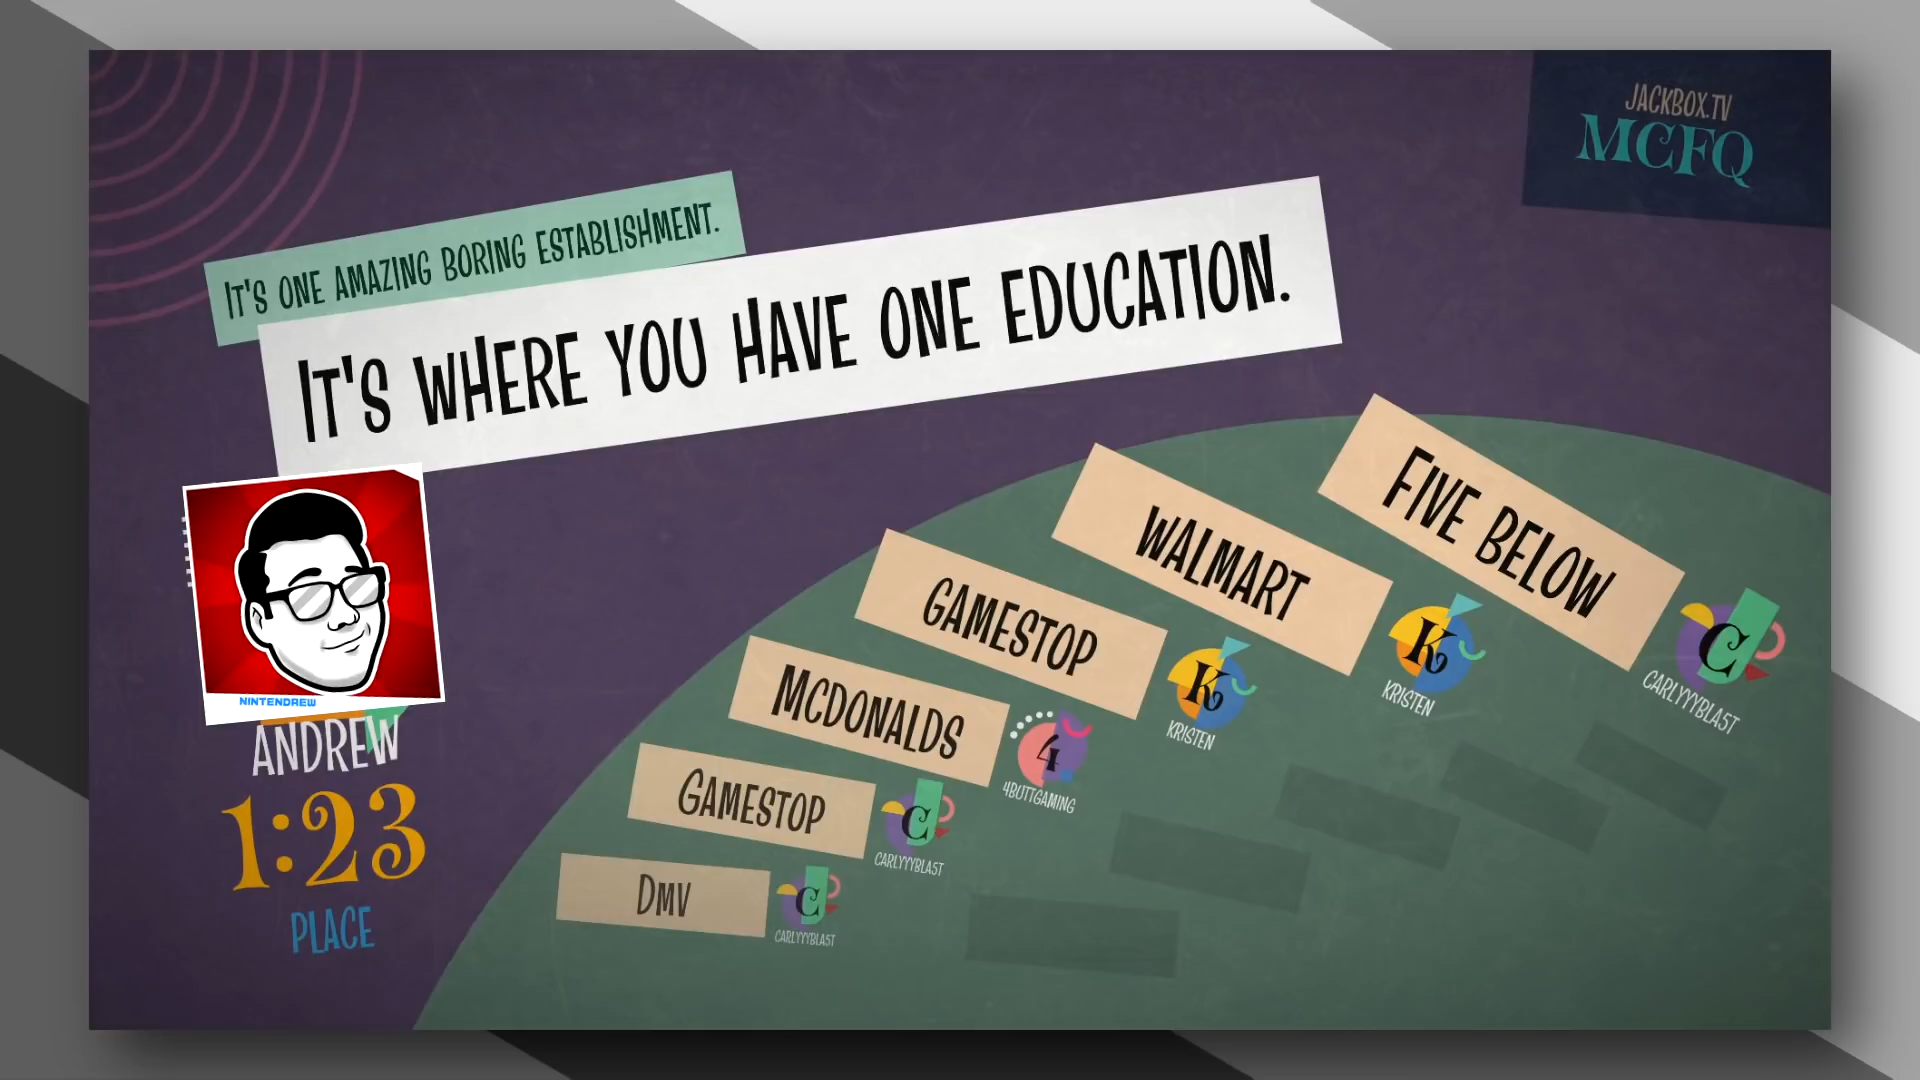 JACKBOX.TV
MCFQ
IT'S ONE AMAZING BORING ESTABLISHMENT.
IT'S WHERE YOU HAVE ONE EDUCATION.
FIVE BELOW
CARLYYYBLAST
WALMART
KRISTEN
GAMESTOP
KRISTEN
MCDONALDS
4BUTTGAMING
GAMESTOP
CARLYYYBLAST
DMV
CARLYYYBLAST
NINTENDREW
ANDREW
1:23
PLACE
C
K
K
4
C
C